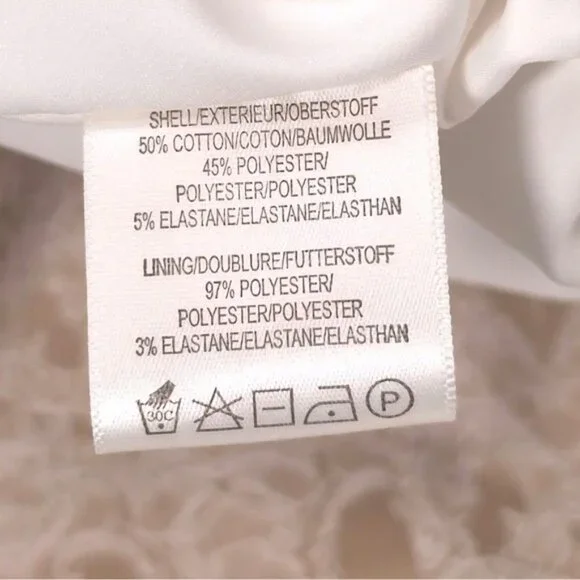 SHELL/EXTERIEUR/OBERSTOFF
50% COTTON/COTON/BAUMWOLLE
45% POLYESTER/
POLYESTER/POLYESTER
5% ELASTANE/ELASTANE/ELASTHAN
LINING/DOUBLURE/FUTTERSTOFF
97% POLYESTER/
POLYESTER/POLYESTER
3% ELASTANE/ELASTANE/ELASTHAN
30C P